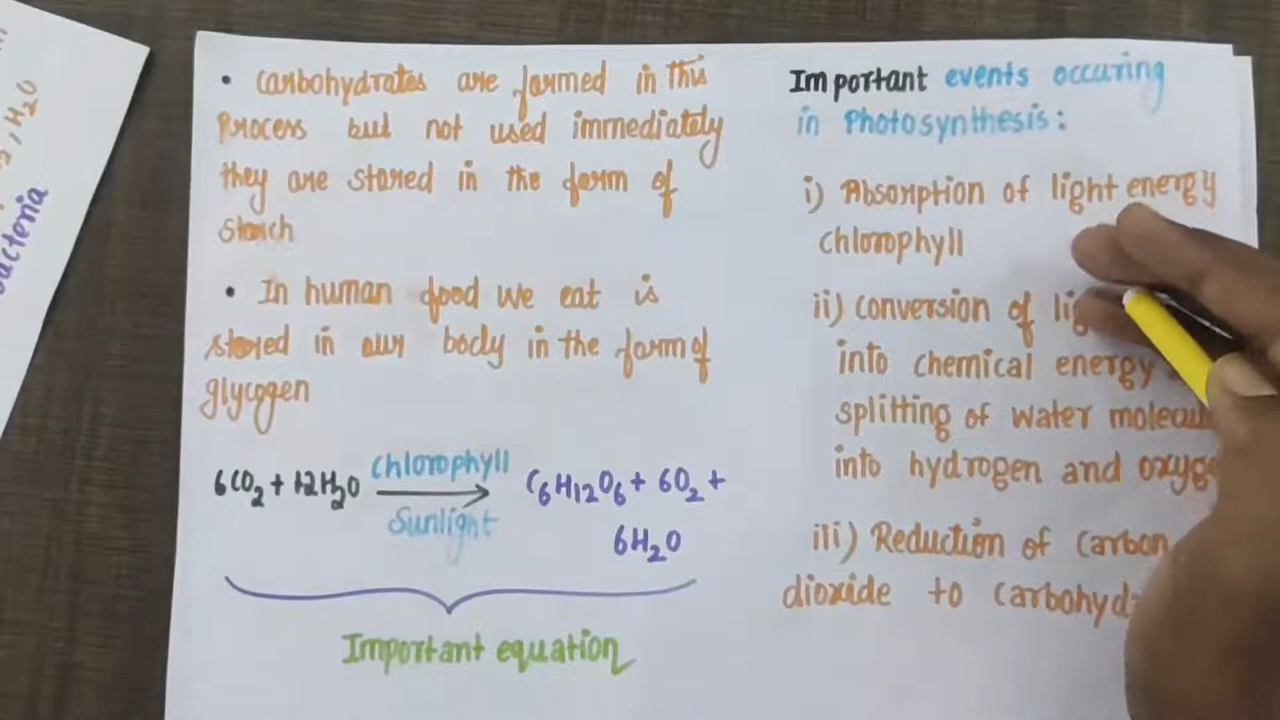 • Carbohydrates are formed in this
Process but not used immediately
they are stored in the form of
starch
• In human food we eat is
stored in our body in the form of
glycogen
6CO₂ + 12H₂O Chlorophyll → Sunlight C₆H₁₂O₆ + 6O₂ +
6H₂O
Important equation
Important events occuring
in Photosynthesis:
i) Absorption of light energy
chlorophyll
ii) Conversion of
into chemical energy
splitting of water
into hydrogen and
iii) Reduction of Carbon
dioxide to
, H₂O
bacteria